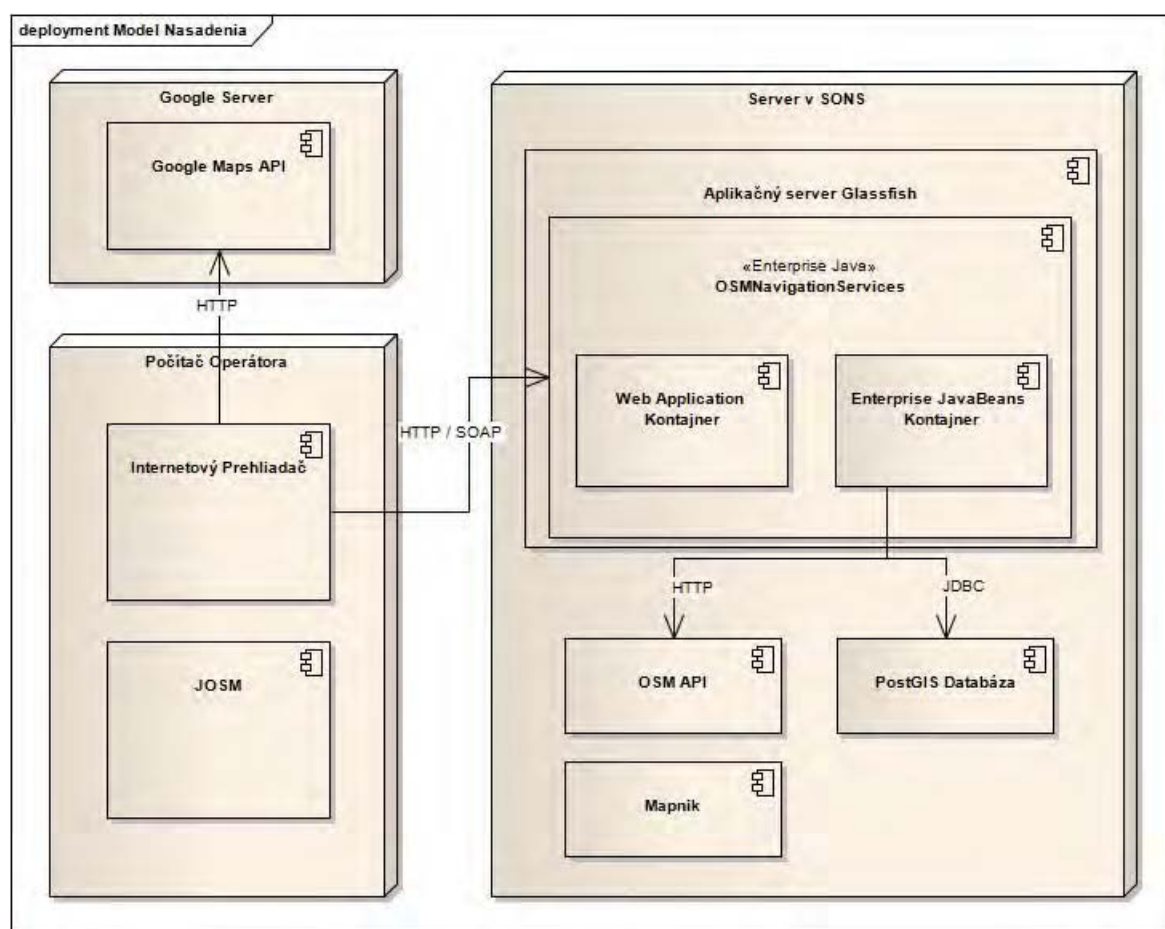 deployment Model Nasadenia
Google Server
Google Maps API
HTTP
Počítač Operátora
Internetový Prehliadač
JOSM
HTTP / SOAP
Server v SONS
Aplikačný server Glassfish
«Enterprise Java»
OSMNavigationServices
Web Application
Kontajner
Enterprise JavaBeans
Kontajner
HTTP
JDBC
OSM API
PostGIS Databáza
Mapnik